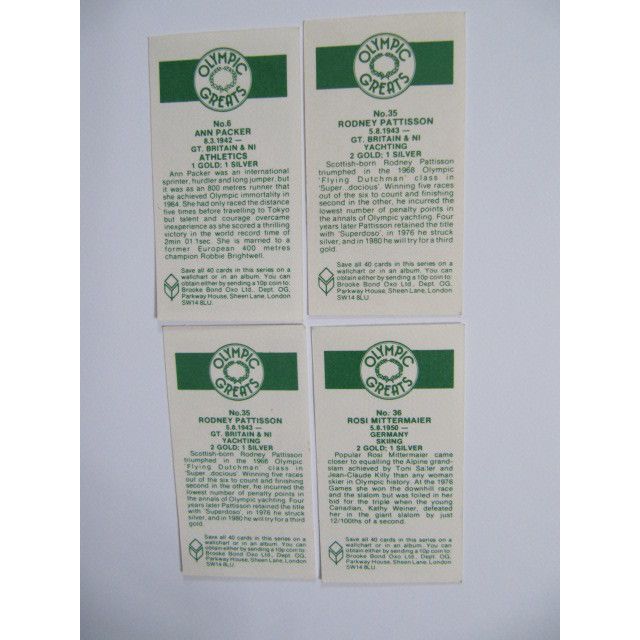 OLYMPIC
GREATS
No.6
ANN PACKER
8.3.1942 —
GT. BRITAIN & NI
ATHLETICS
1 GOLD; 1 SILVER
Ann Packer was an international
sprinter, hurdler and long jumper, but
it was as an 800 metres runner that
she achieved Olympic immortality in
1964. She had only raced the distance
five times before travelling to Tokyo
but talent and courage overcame
inexperience as she scored a thrilling
victory in the world record time of
2min 01.1sec. She is married to a
former European 400 metres
champion Robbie Brightwell.
Save all 40 cards in this series on a
wallchart or in an album. You can
obtain either by sending a 10p coin to:
Brooke Bond Oxo Ltd., Dept. OG,
Parkway House, Sheen Lane, London
SW14 8LU.
OLYMPIC
GREATS
No.35
RODNEY PATTISSON
5.8.1943 —
GT. BRITAIN & NI
YACHTING
2 GOLD; 1 SILVER
Scottish-born Rodney Pattisson
triumphed in the 1968 Olympic
'Flying Dutchman' class in
'Super..docious'. Winning five races
out of the six to count and finishing
second in the other, he incurred the
lowest number of penalty points in
the annals of Olympic yachting. Four
years later Pattisson retained the title
with 'Superdoso', in 1976 he struck
silver, and in 1980 he will try for a third
gold.
Save all 40 cards in this series on a
wallchart or in an album. You can
obtain either by sending a 10p coin to:
Brooke Bond Oxo Ltd., Dept. OG,
Parkway House, Sheen Lane, London
SW14 8LU.
OLYMPIC
GREATS
No.35
RODNEY PATTISSON
5.8.1943 —
GT. BRITAIN & NI
YACHTING
2 GOLD; 1 SILVER
Scottish-born Rodney Pattisson
triumphed in the 1968 Olympic
'Flying Dutchman' class in
'Super..docious'. Winning five races
out of the six to count and finishing
second in the other, he incurred the
lowest number of penalty points in
the annals of Olympic yachting. Four
years later Pattisson retained the title
with 'Superdoso', in 1976 he struck
silver, and in 1980 he will try for a third
gold.
Save all 40 cards in this series on a
wallchart or in an album. You can
obtain either by sending a 10p coin to:
Brooke Bond Oxo Ltd., Dept OG,
Parkway House, Sheen Lane, London
SW14 8LU.
OLYMPIC
GREATS
No: 36
ROSI MITTERMAIER
5.8.1950 —
GERMANY
SKIING
2 GOLD; 1 SILVER
Popular Rosi Mittermaier came
closer to equalling the Alpine grand-
slam achieved by Toni Sailer and
Jean-Claude Killy than any woman
skier in Olympic history. At the 1976
Games she won the downhill race
and the slalom but was foiled in her
bid for the triple when the young
Canadian, Kathy Weiner, defeated
her in the giant slalom by just
12/100ths of a second.
Save all 40 cards in this series on a
wallchart or in an album. You can
obtain either by sending a 10p coin to:
Brooke Bond Oxo Ltd., Dept OG,
Parkway House, Sheen Lane, London
SW14 8LU.